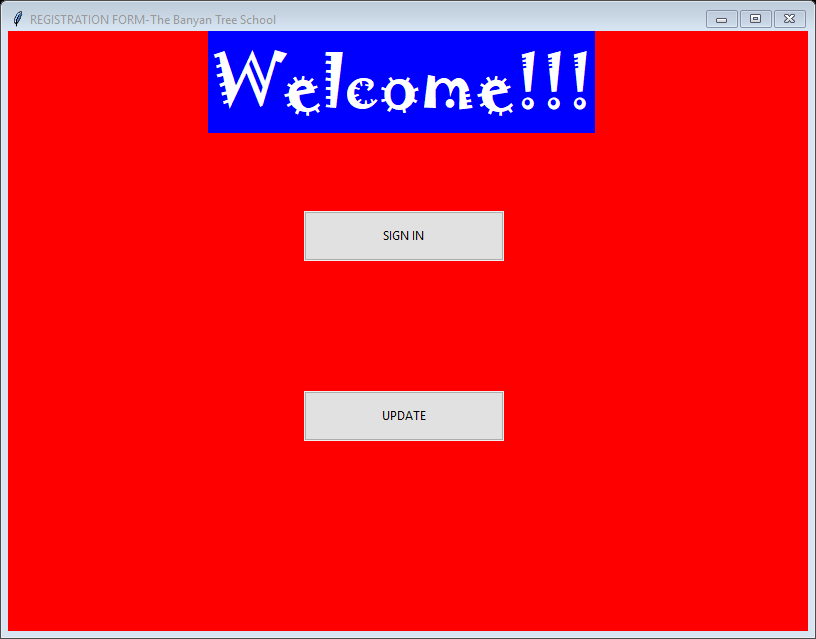 REGISTRATION FORM-The Banyan Tree School
Welcome!!!
SIGN IN
UPDATE